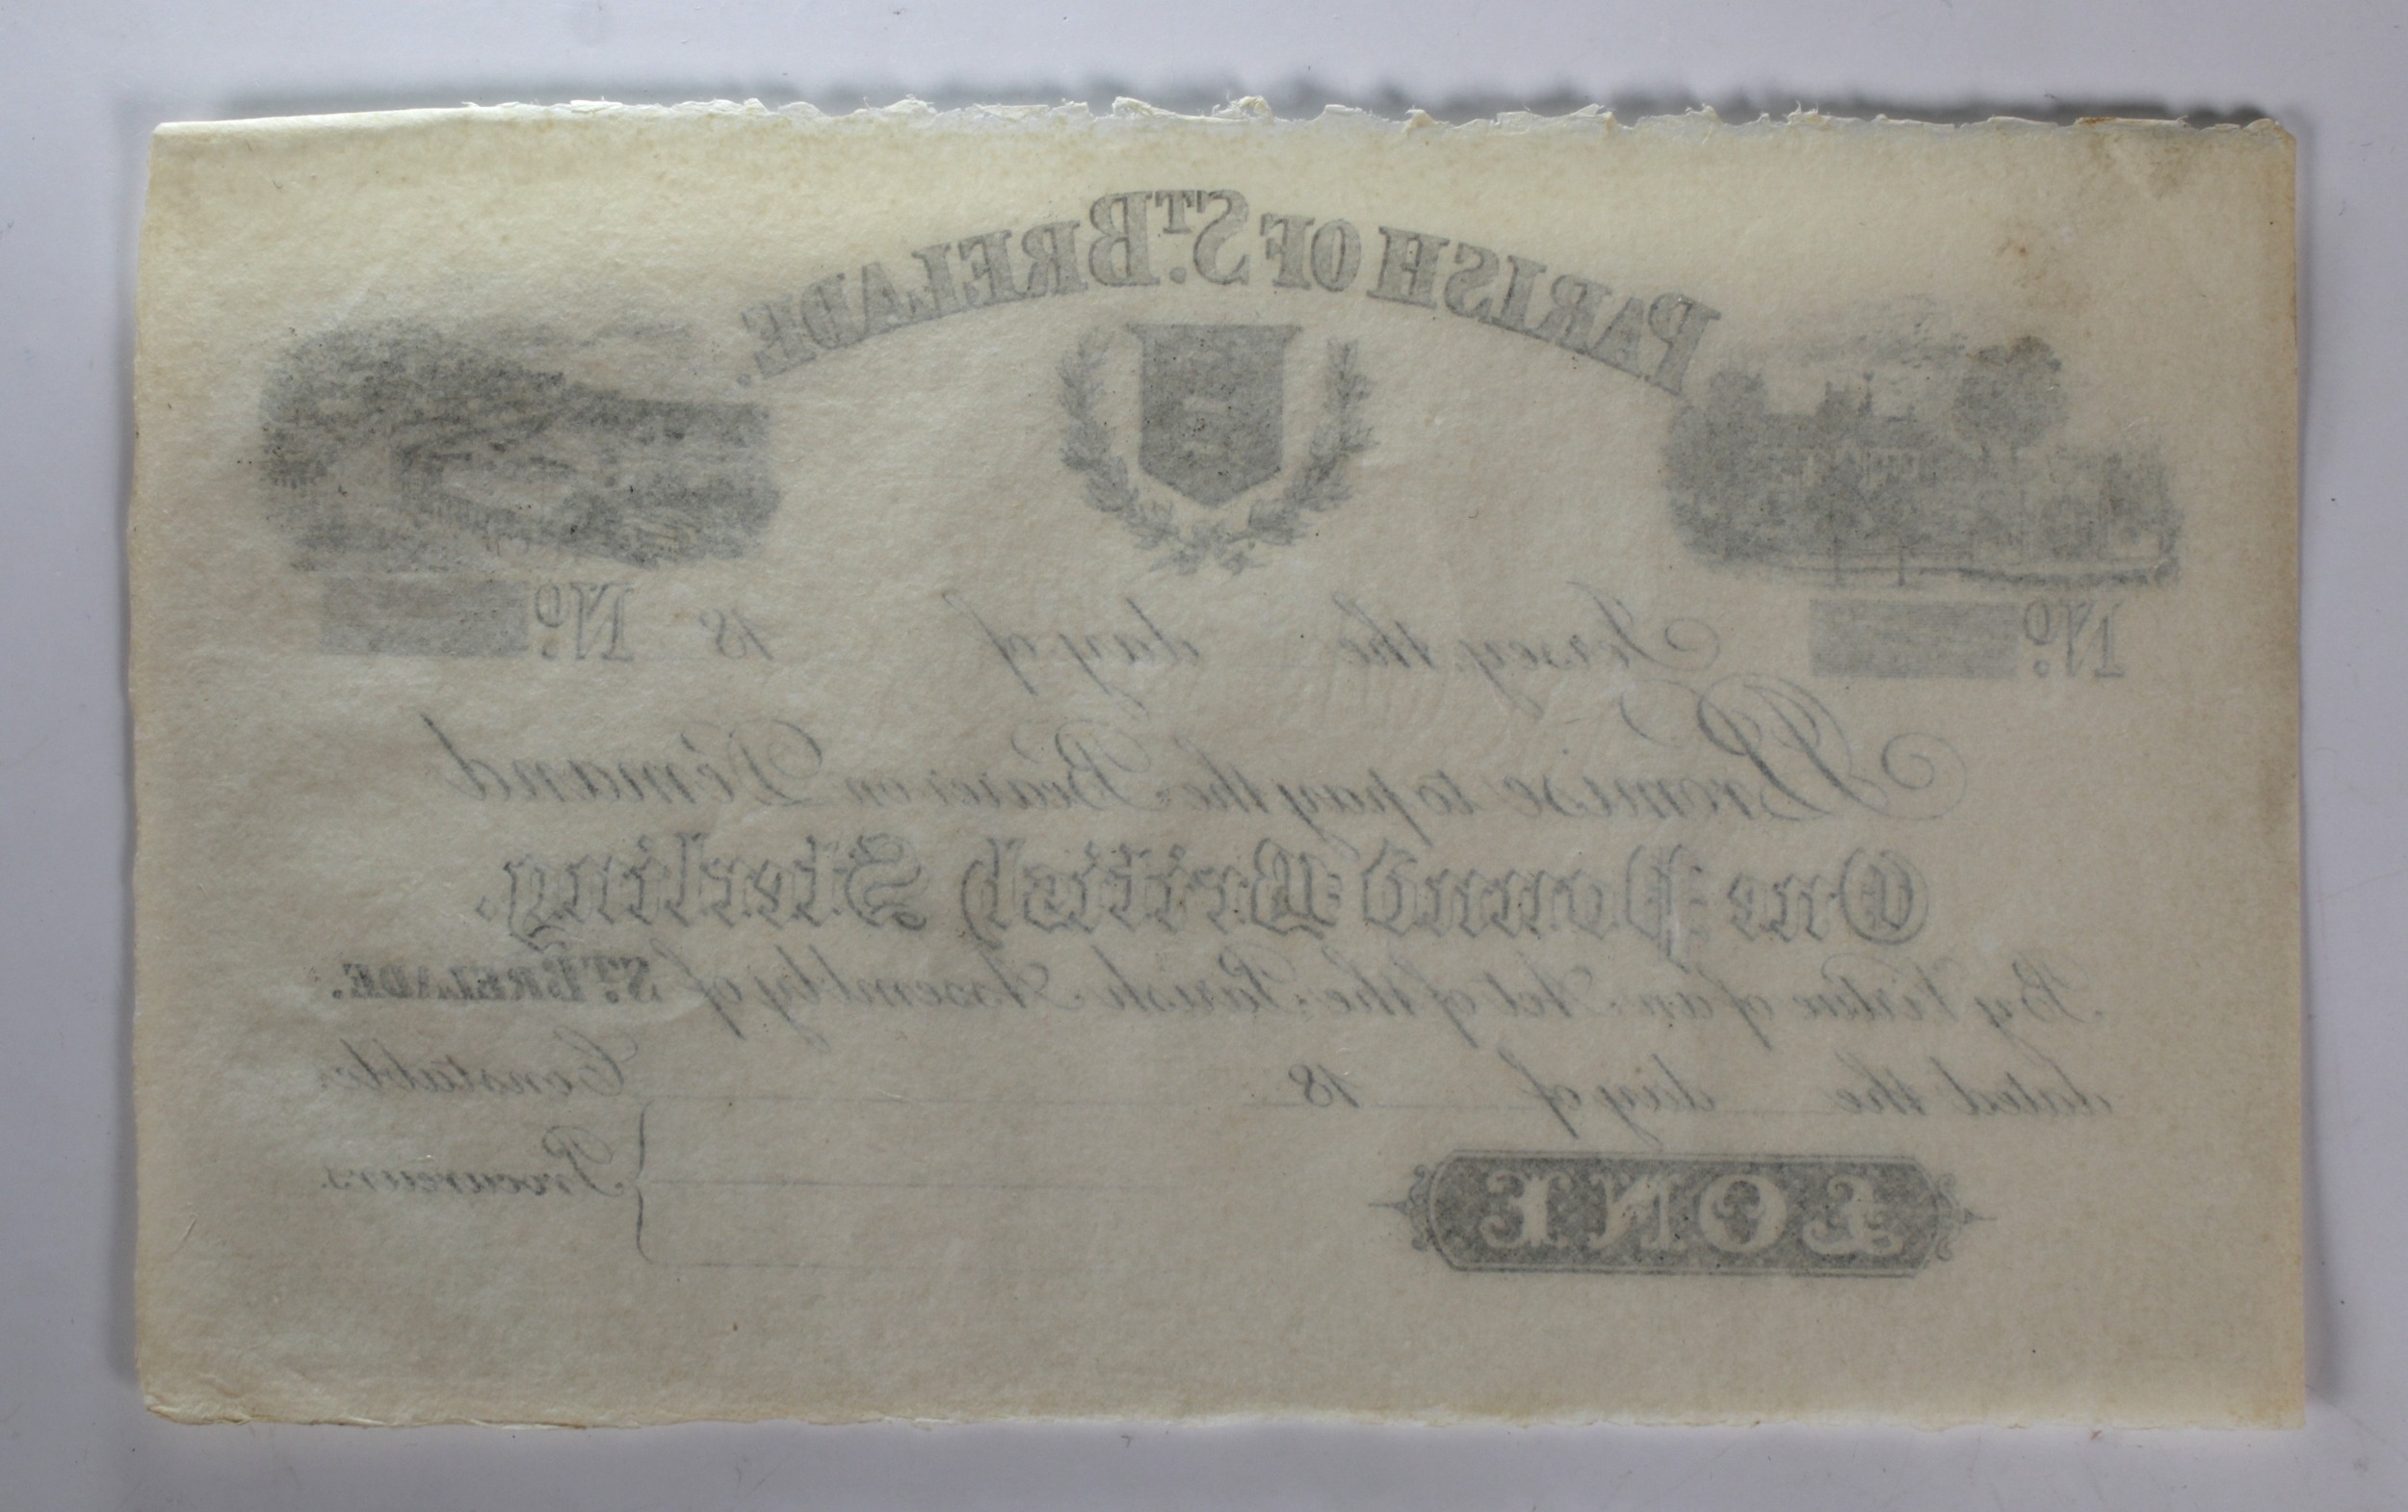 PARISH OF ST. BRELADE.
No. Jersey, the day of 18 No.
I Promise to pay the Bearer on Demand
One Pound British Sterling.
By Virtue of an Act of the Parish Assembly of ST. BRELADE.
dated the day of 18 Constable.
£ONE Procureurs.